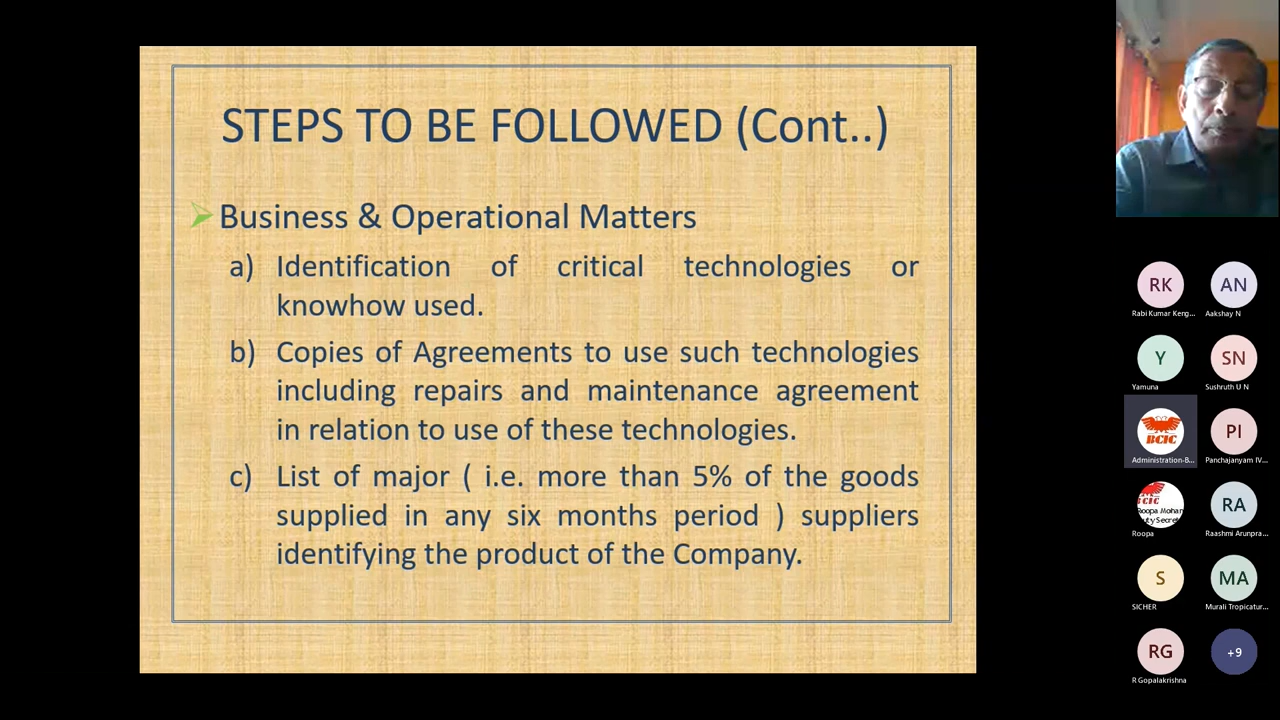 STEPS TO BE FOLLOWED (Cont..)
Business & Operational Matters
a) Identification of critical technologies or
knowhow used.
b) Copies of Agreements to use such technologies
including repairs and maintenance agreement
in relation to use of these technologies.
c) List of major ( i.e. more than 5% of the goods
supplied in any six months period ) suppliers
identifying the product of the Company.
RK AN
Rabi Kumar Keng... Aakshay N
Y SN
Yamuna Sushruth U N
BCIC PI
Administration-B... Panchajanyam IV...
Roopa Mohan RA
Roopa Raashmi Arunpra...
S MA
SICHER Murali Tropicatur...
RG +9
R Gopalakrishna